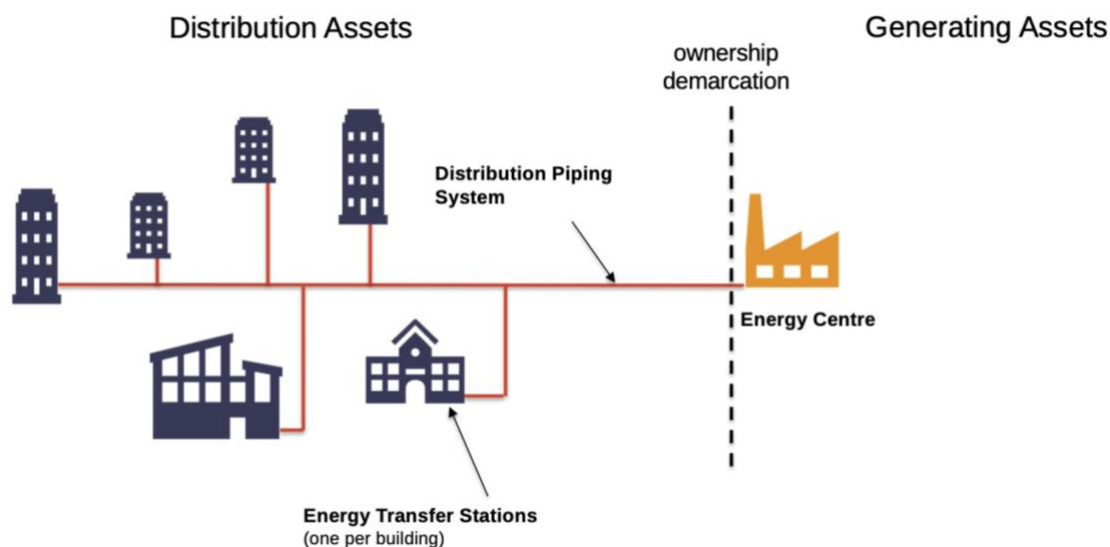 Distribution Assets
Generating Assets
ownership
demarcation
Distribution Piping
System
Energy Centre
Energy Transfer Stations
(one per building)